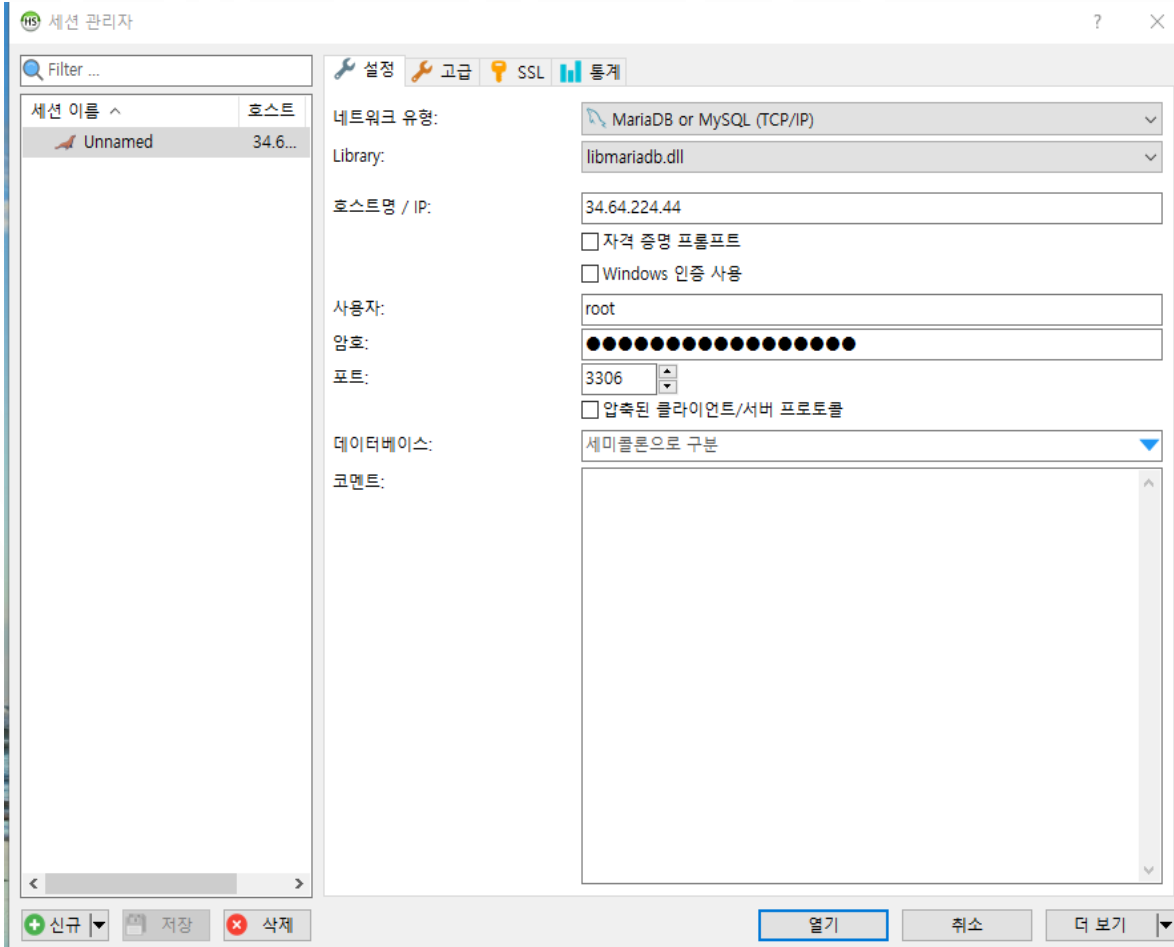 HS 세션 관리자 ?
Filter ...
설정 고급 SSL 통계
세션 이름 호스트
Unnamed 34.6...
네트워크 유형: MariaDB or MySQL (TCP/IP)
Library: libmariadb.dll
호스트명 / IP: 34.64.224.44
자격 증명 프롬프트
Windows 인증 사용
사용자: root
암호: ●●●●●●●●●●●●●●●●●
포트: 3306
압축된 클라이언트/서버 프로토콜
데이터베이스: 세미콜론으로 구분
코멘트:
신규 저장 삭제 열기 취소 더 보기